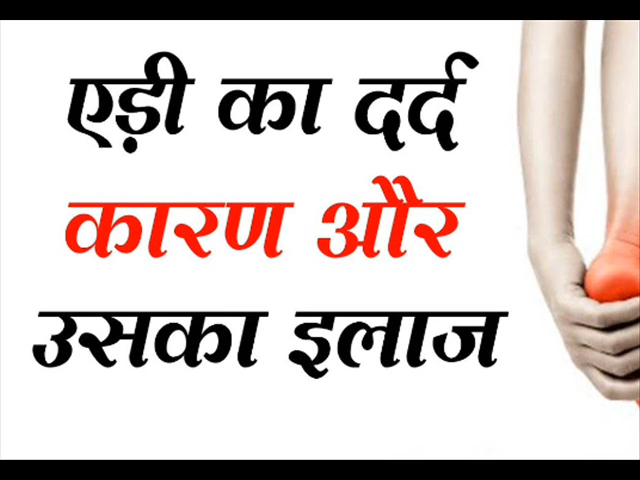 एड़ी का दर्द
कारण और
उसका इलाज